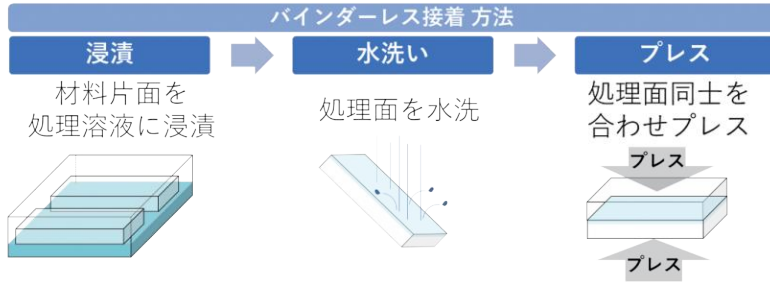 バインダーレス接着 方法
浸漬
水洗い
プレス
材料片面を
処理溶液に浸漬
処理面を水洗
処理面同士を
合わせプレス
プレス
プレス